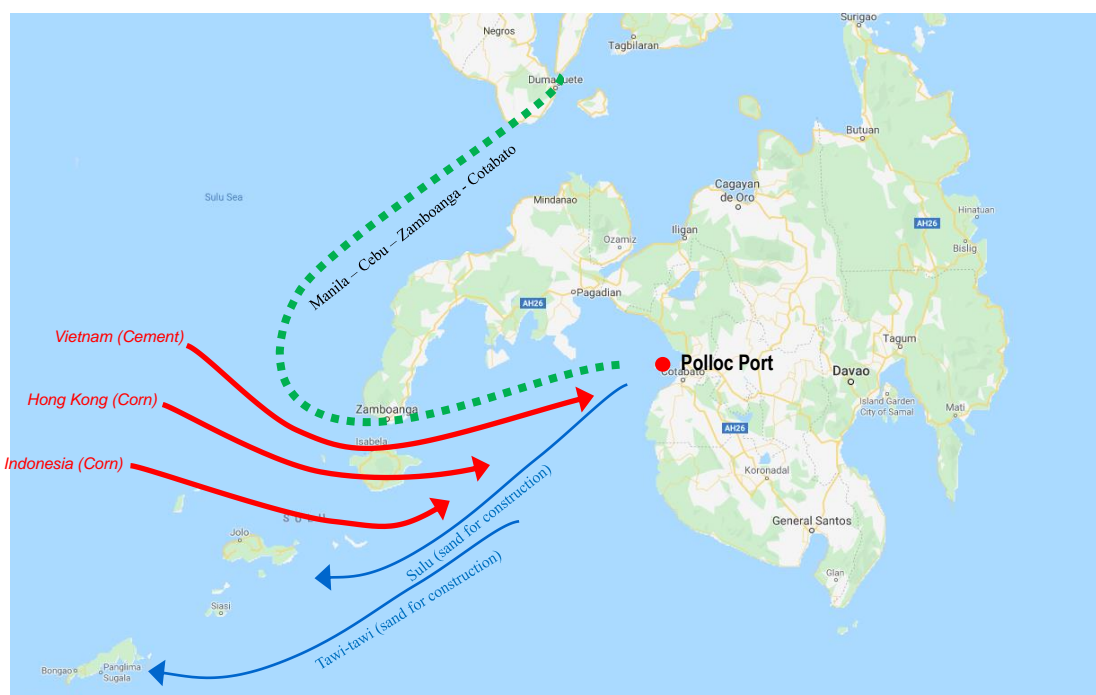 Surigao
Negros
Tagbilaran
Dumaguete
Butuan
Manila – Cebu – Zamboanga - Cotabato
Sulu Sea
Cagayan
de Oro
Mindanao
Hinatuan
AH26
Iligan
Ozamiz
Bislig
Pagadian
AH26
Vietnam (Cement)
Tagum
Polloc Port
Davao
Cotabato
Hong Kong (Corn)
Island Garden
City of Samal
Mati
Zamboanga
AH26
Isabela
Indonesia (Corn)
Koronadal
SULU
General Santos
Jolo
Sulu (sand for construction)
Glan
Siasi
Tawi-tawi (sand for construction)
Bongao
Panglima
Sugala